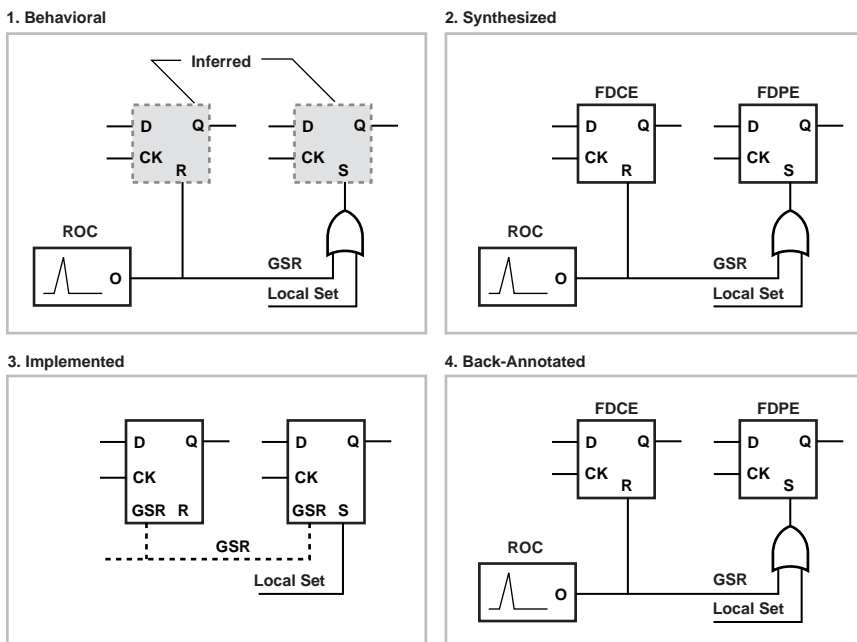 1. Behavioral
Inferred
D Q
CK
R
D Q
CK
S
ROC
O
GSR
Local Set
2. Synthesized
FDCE
FDPE
D Q
CK
R
D Q
CK
S
ROC
O
GSR
Local Set
3. Implemented
D Q
CK
GSR R
D Q
CK
GSR S
GSR
Local Set
4. Back-Annotated
FDCE
FDPE
D Q
CK
R
D Q
CK
S
ROC
O
GSR
Local Set